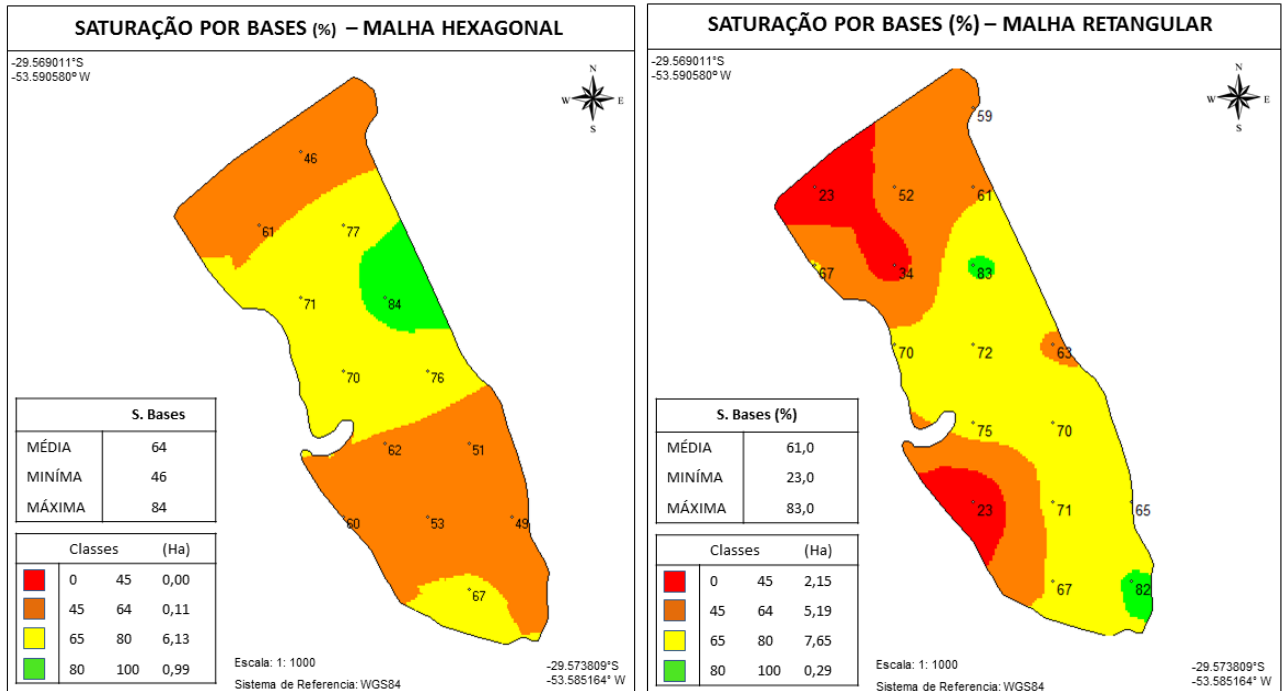 SATURAÇÃO POR BASES (%) – MALHA HEXAGONAL
-29.569011°S
-53.590580º W
N
W E
S
46
61
77
71
84
70
76
62
51
60
53
49
67
S. Bases
MÉDIA 64
MINÍMA 46
MÁXIMA 84
Classes (Ha)
0 45 0,00
45 64 0,11
65 80 6,13
80 100 0,99
Escala: 1: 1000
Sistema de Referencia: WGS84
-29.573809°S
-53.585164° W
SATURAÇÃO POR BASES (%) – MALHA RETANGULAR
-29.569011°S
-53.590580º W
N
W E
S
59
23
52
61
67
34
83
70
72
63
75
70
23
71
65
67
82
S. Bases (%)
MÉDIA 61,0
MINÍMA 23,0
MÁXIMA 83,0
Classes (Ha)
0 45 2,15
45 64 5,19
65 80 7,65
80 100 0,29
Escala: 1: 1000
Sistema de Referencia: WGS84
-29.573809°S
-53.585164° W